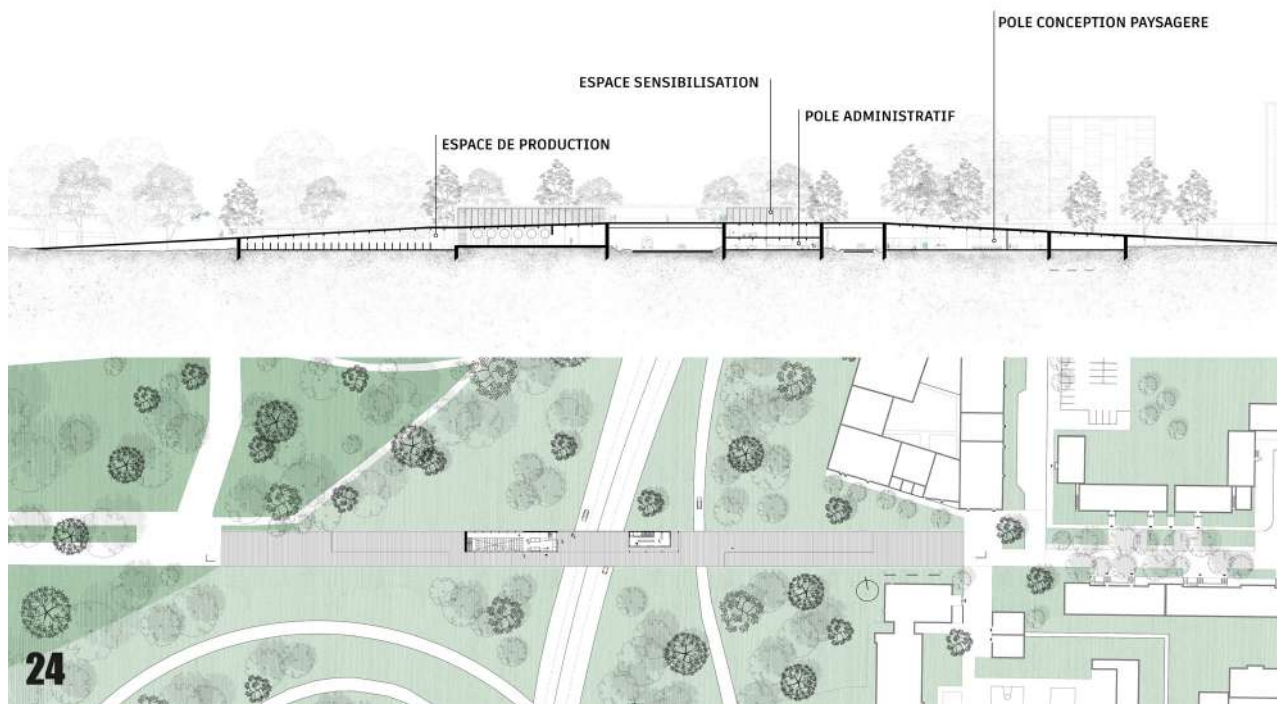 POLE CONCEPTION PAYSAGERE
ESPACE SENSIBILISATION
POLE ADMINISTRATIF
ESPACE DE PRODUCTION
24